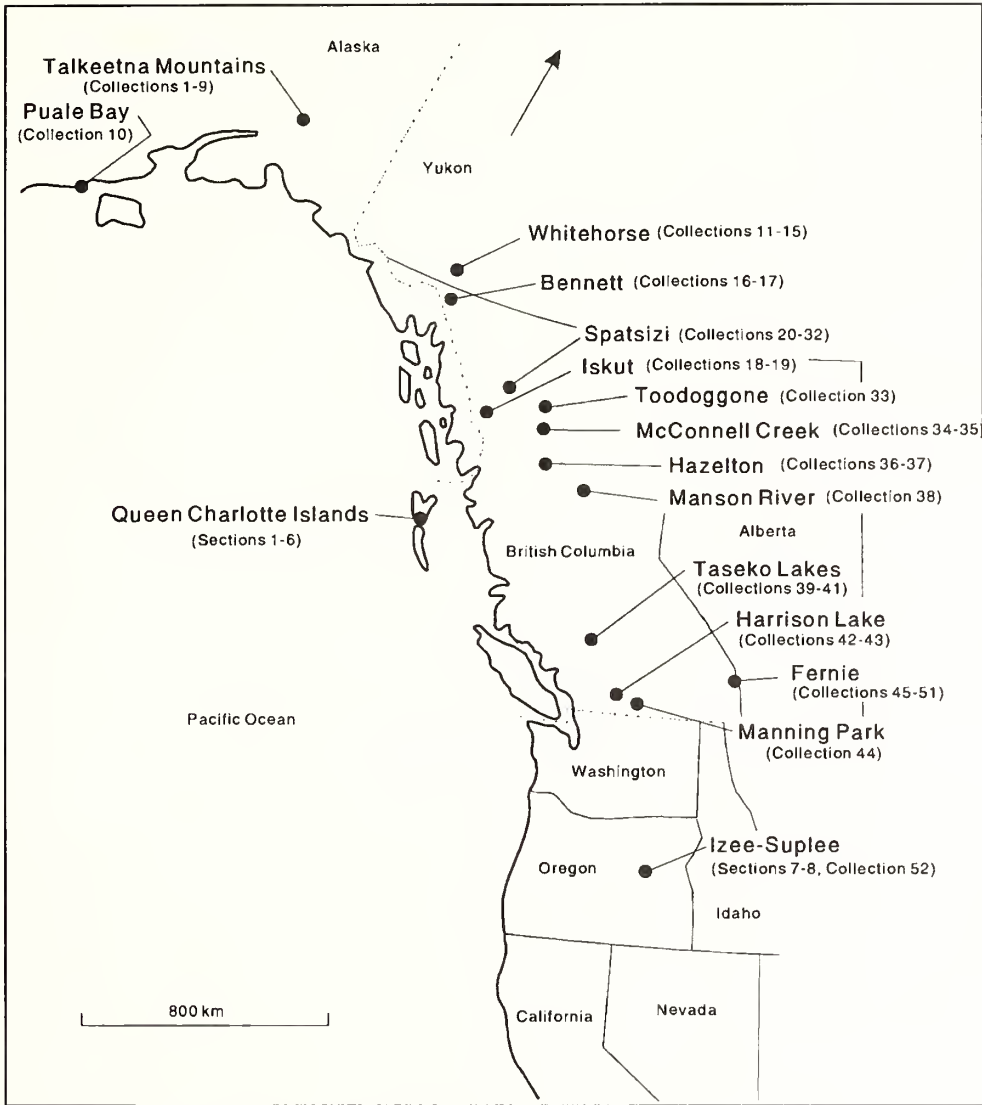 Alaska
Talkeetna Mountains
(Collections 1-9)
Puale Bay
(Collection 10)
Yukon
Whitehorse (Collections 11-15)
Bennett (Collections 16-17)
Spatsizi (Collections 20-32)
Iskut (Collections 18-19)
Toodoggone (Collection 33)
McConnell Creek (Collections 34-35)
Hazelton (Collections 36-37)
Manson River (Collection 38)
Queen Charlotte Islands
(Sections 1-6)
Alberta
British Columbia
Taseko Lakes
(Collections 39-41)
Harrison Lake
(Collections 42-43)
Fernie
(Collections 45-51)
Pacific Ocean
Manning Park
(Collection 44)
Washington
Izee-Suplee
(Sections 7-8, Collection 52)
Oregon
Idaho
800 km
California
Nevada